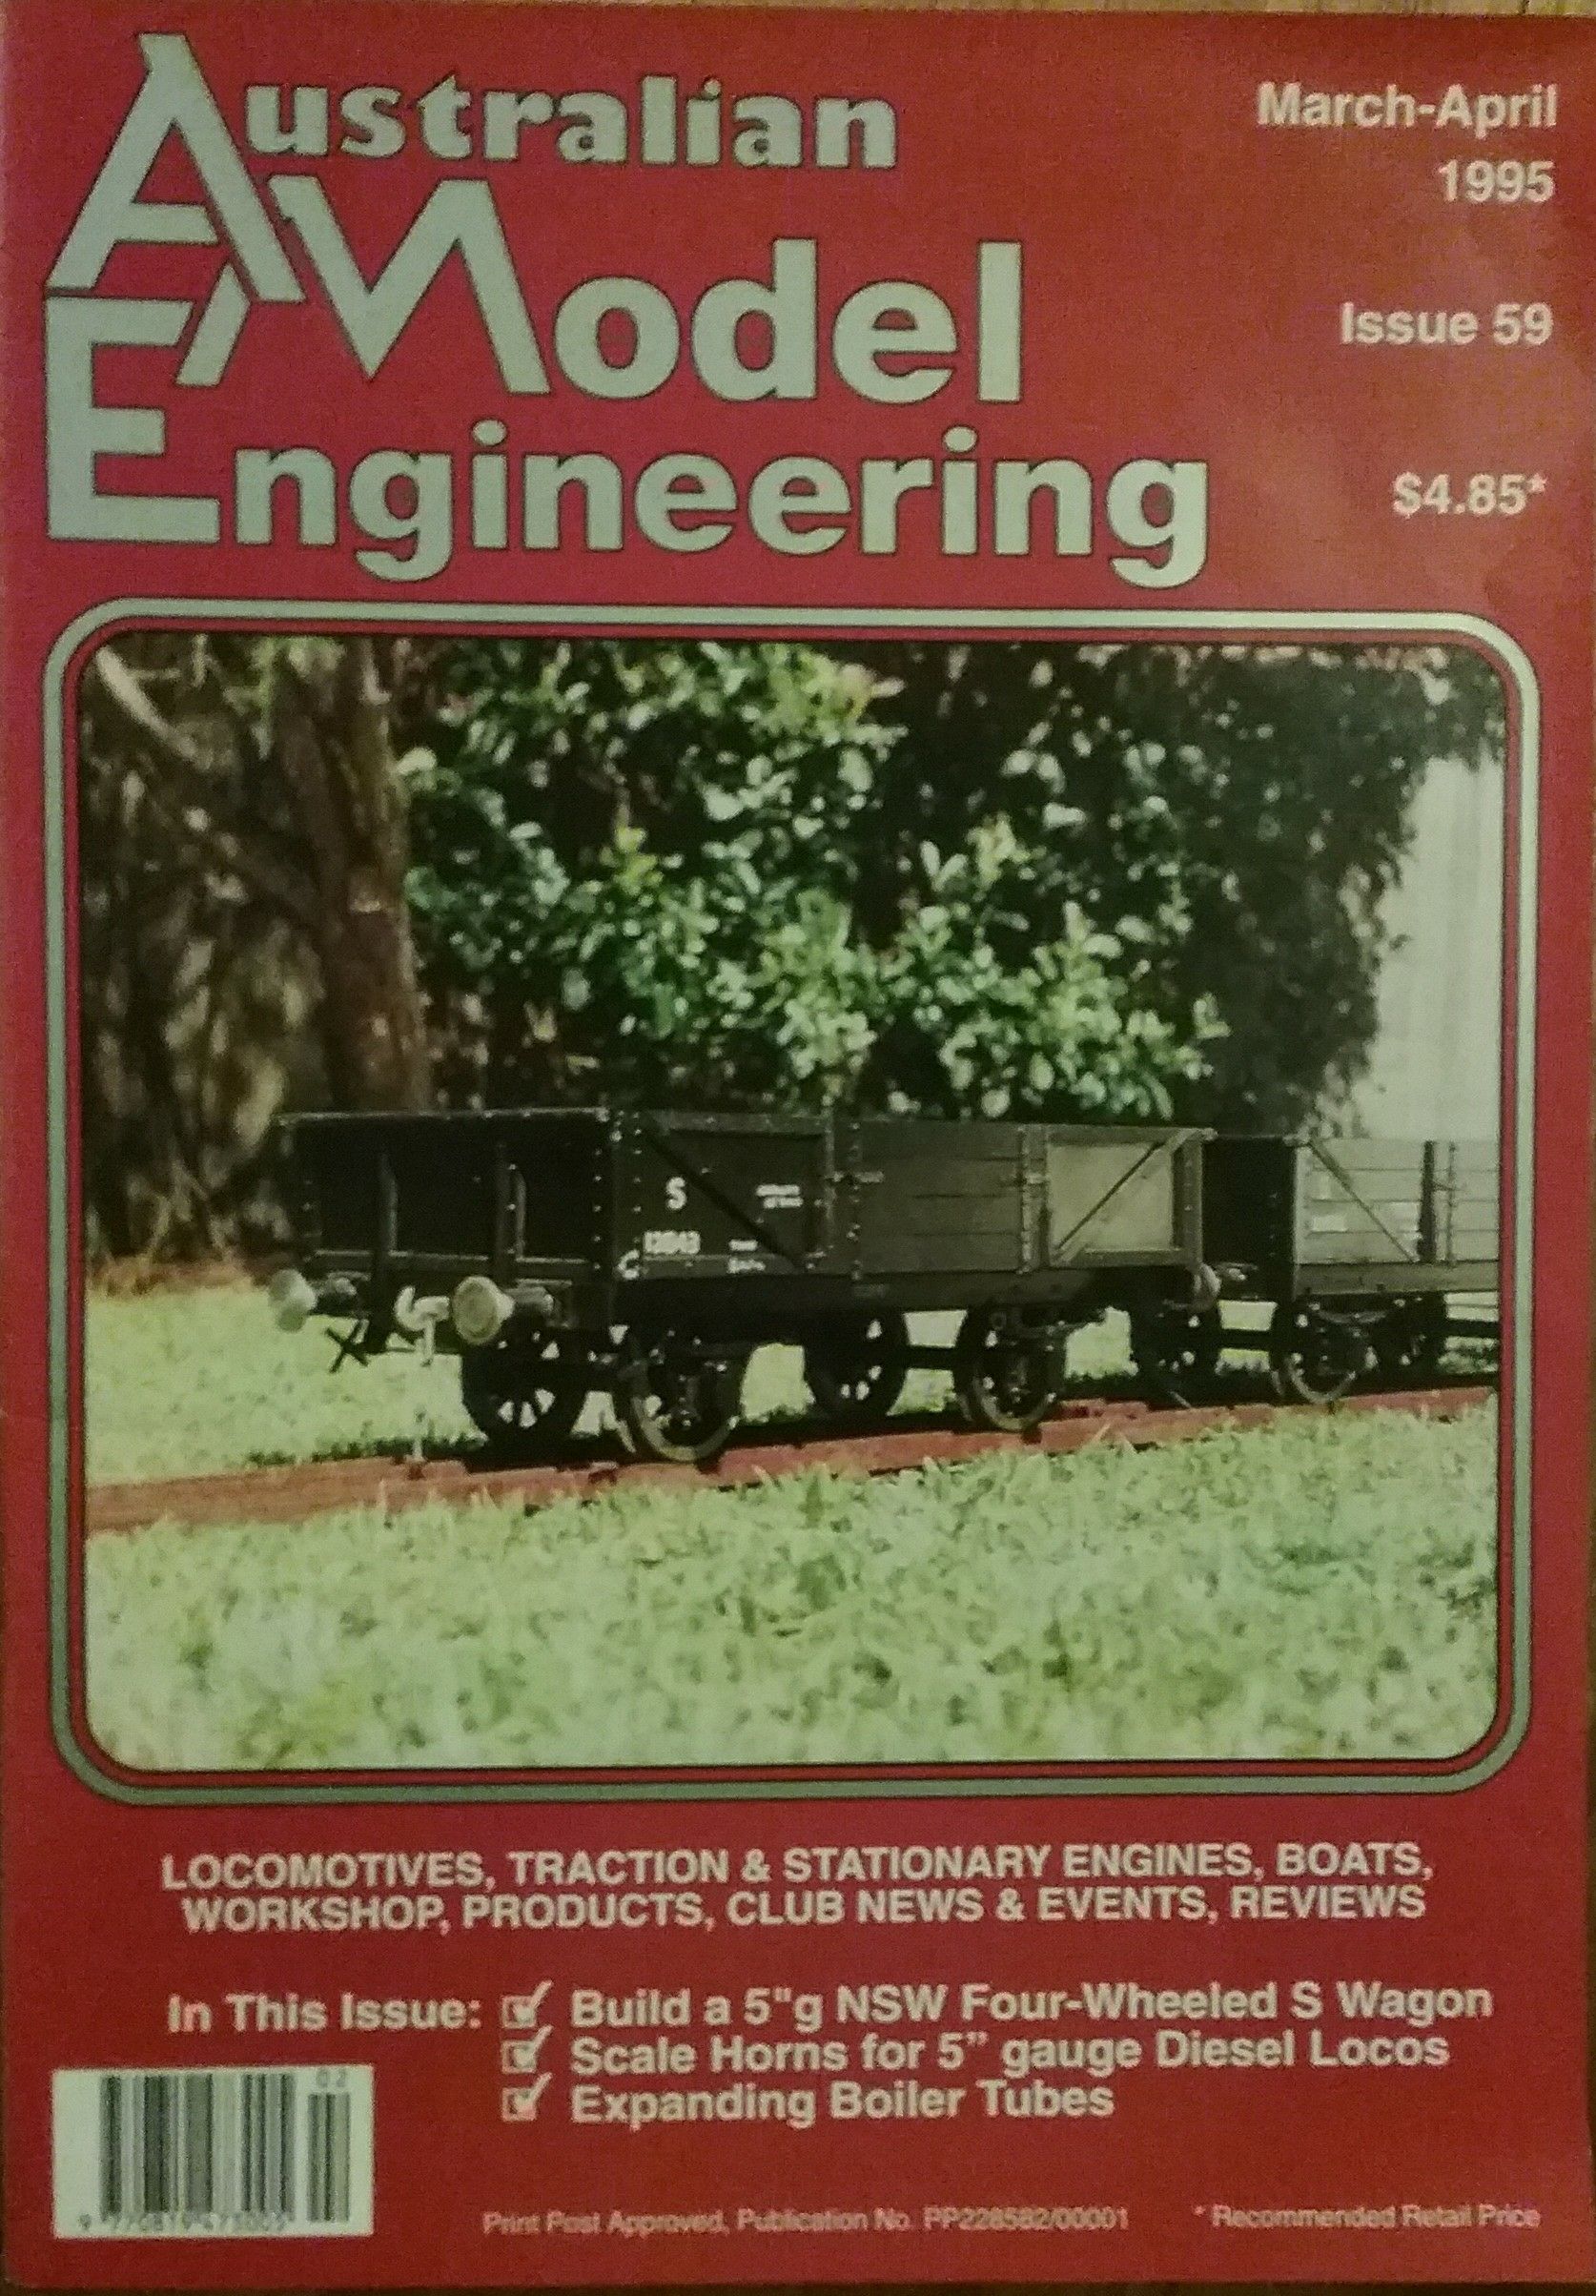 Australian
Model
Engineering
March-April
1995
Issue 59
$4.85*
S
LOCOMOTIVES, TRACTION & STATIONARY ENGINES, BOATS,
WORKSHOP, PRODUCTS, CLUB NEWS & EVENTS, REVIEWS
In This Issue: Build a 5"g NSW Four-Wheeled S Wagon
Scale Horns for 5" gauge Diesel Locos
Expanding Boiler Tubes
02
Print Post Approved, Publication No. PP228582/00001
* Recommended Retail Price